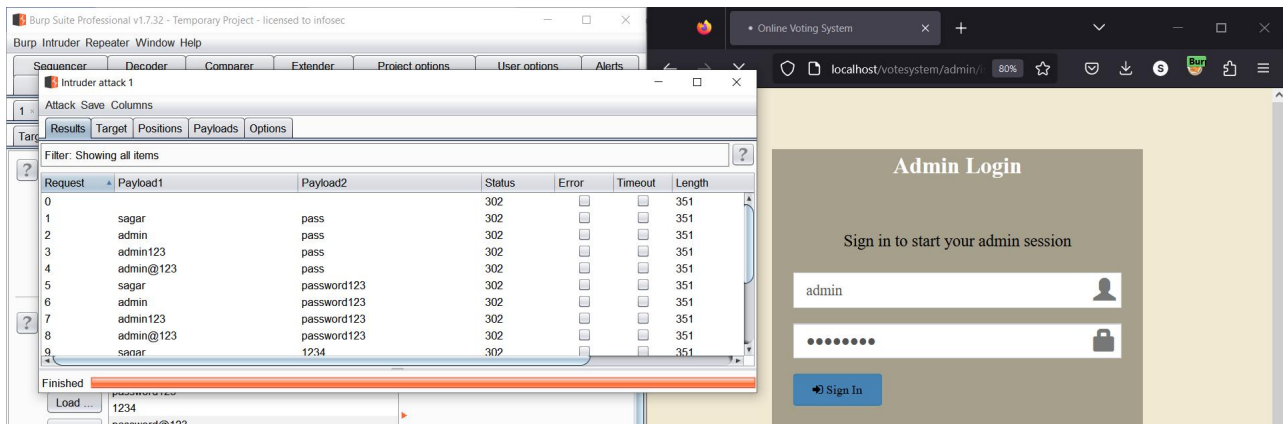 Burp Suite Professional v1.7.32 - Temporary Project - licensed to infosec
Burp Intruder Repeater Window Help
Sequencer Decoder Comparer Extender Project options User options Alerts
Intruder attack 1
Attack Save Columns
1
Results Target Positions Payloads Options
Filter: Showing all items
?
Request Payload1 Payload2 Status Error Timeout Length
0 302 351
1 sagar pass 302 351
2 admin pass 302 351
3 admin123 pass 302 351
4 admin@123 pass 302 351
5 sagar password123 302 351
6 admin password123 302 351
7 admin123 password123 302 351
8 admin@123 password123 302 351
9 sagar 1234 302 351
Finished
Load ...
password123
1234
password@123
?
?
Online Voting System
localhost/votesystem/admin/
80%
S
Bur
Admin Login
Sign in to start your admin session
admin
Sign In